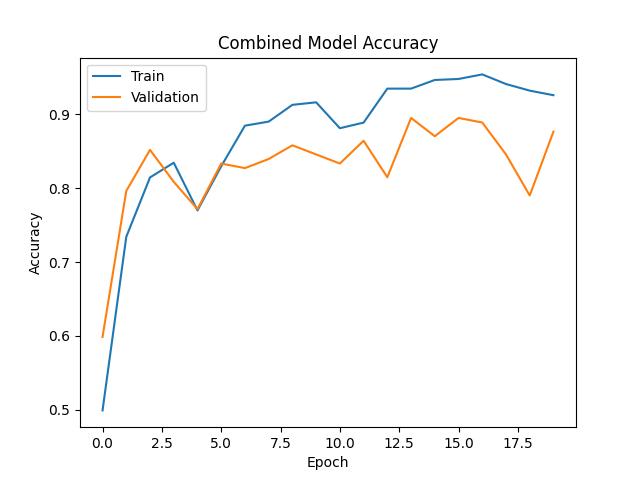 Combined Model Accuracy
Train
Validation
0.9
0.8
0.7
0.6
0.5
Accuracy
0.0 2.5 5.0 7.5 10.0 12.5 15.0 17.5
Epoch